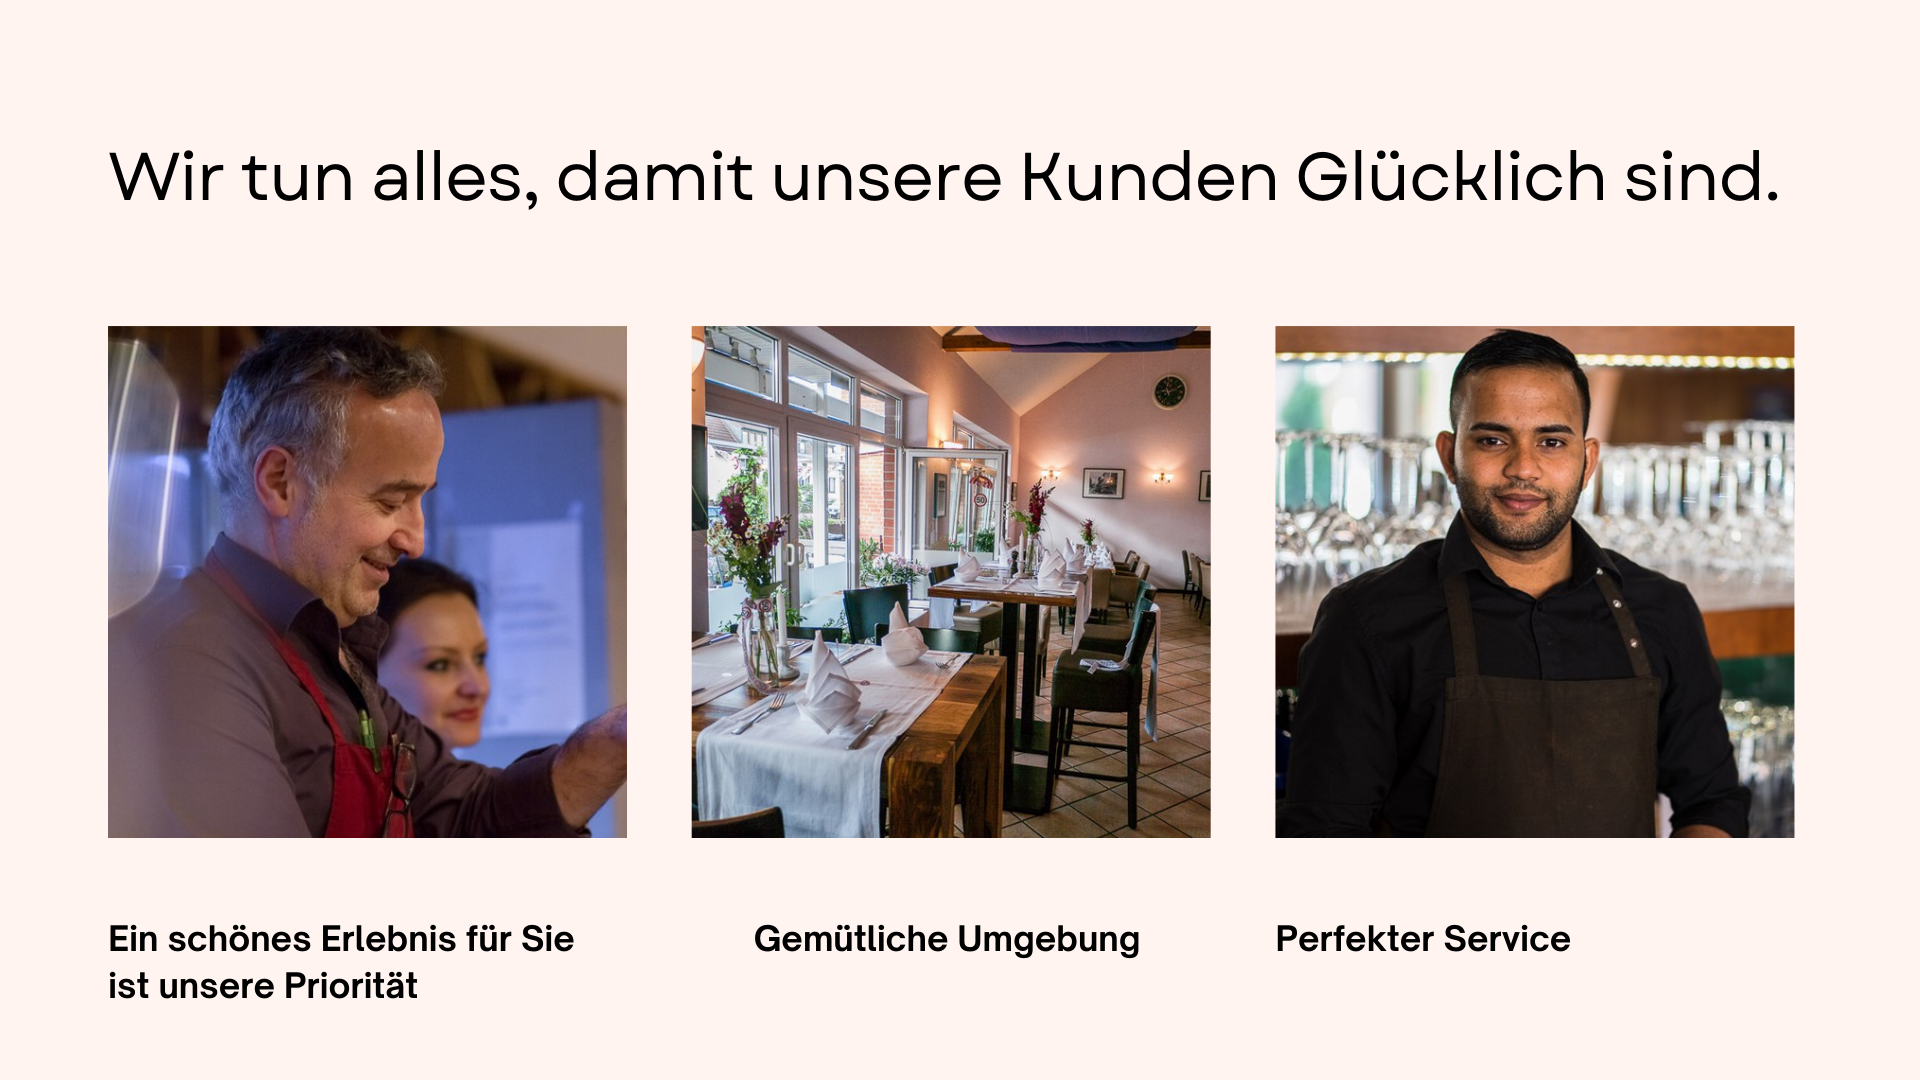 Wir tun alles, damit unsere Kunden Glücklich sind.
Ein schönes Erlebnis für Sie
ist unsere Priorität
Gemütliche Umgebung
Perfekter Service